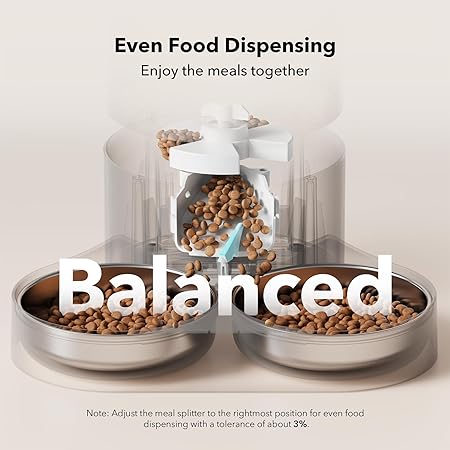 Even Food Dispensing
Enjoy the meals together
Balanced
Note: Adjust the meal splitter to the rightmost position for even food
dispensing with a tolerance of about 3%.